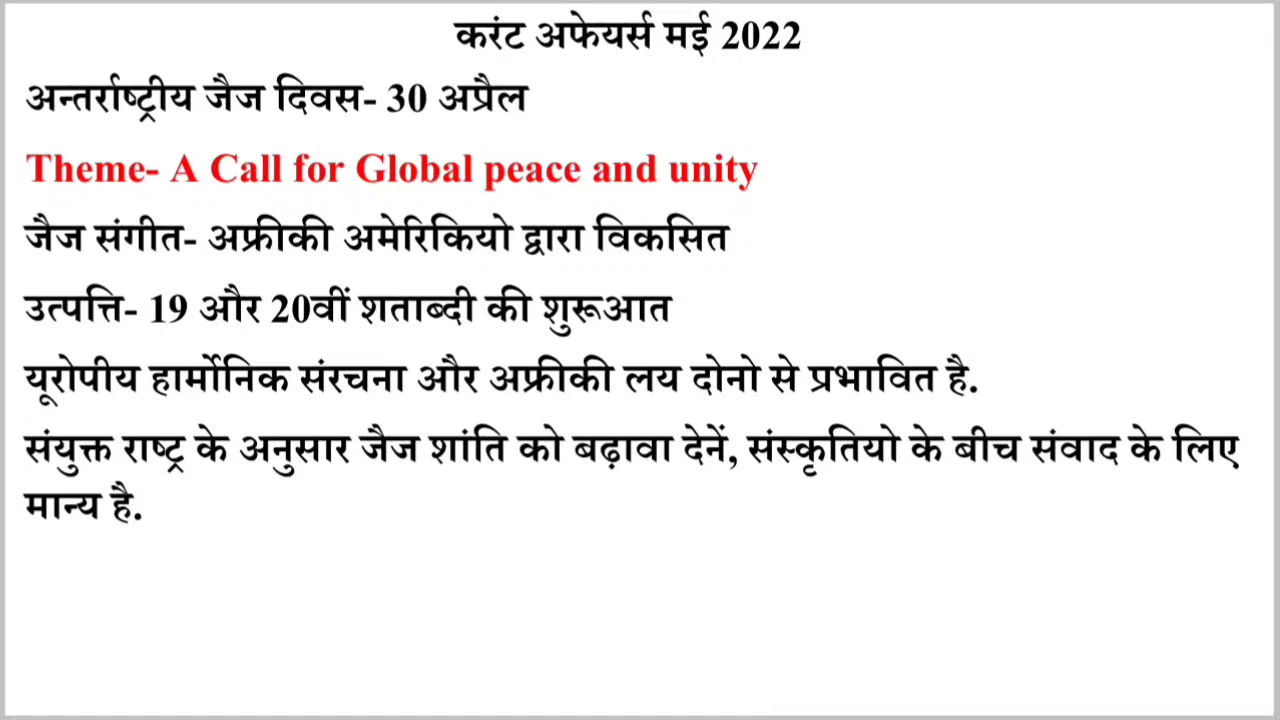 करंट अफेयर्स मई 2022
अन्तर्राष्ट्रीय जैज दिवस- 30 अप्रैल
Theme- A Call for Global peace and unity
जैज संगीत- अफ्रीकी अमेरिकियो द्वारा विकसित
उत्पत्ति- 19 और 20वीं शताब्दी की शुरूआत
यूरोपीय हार्मोनिक संरचना और अफ्रीकी लय दोनो से प्रभावित है.
संयुक्त राष्ट्र के अनुसार जैज शांति को बढ़ावा देनें, संस्कृतियो के बीच संवाद के लिए
मान्य है.